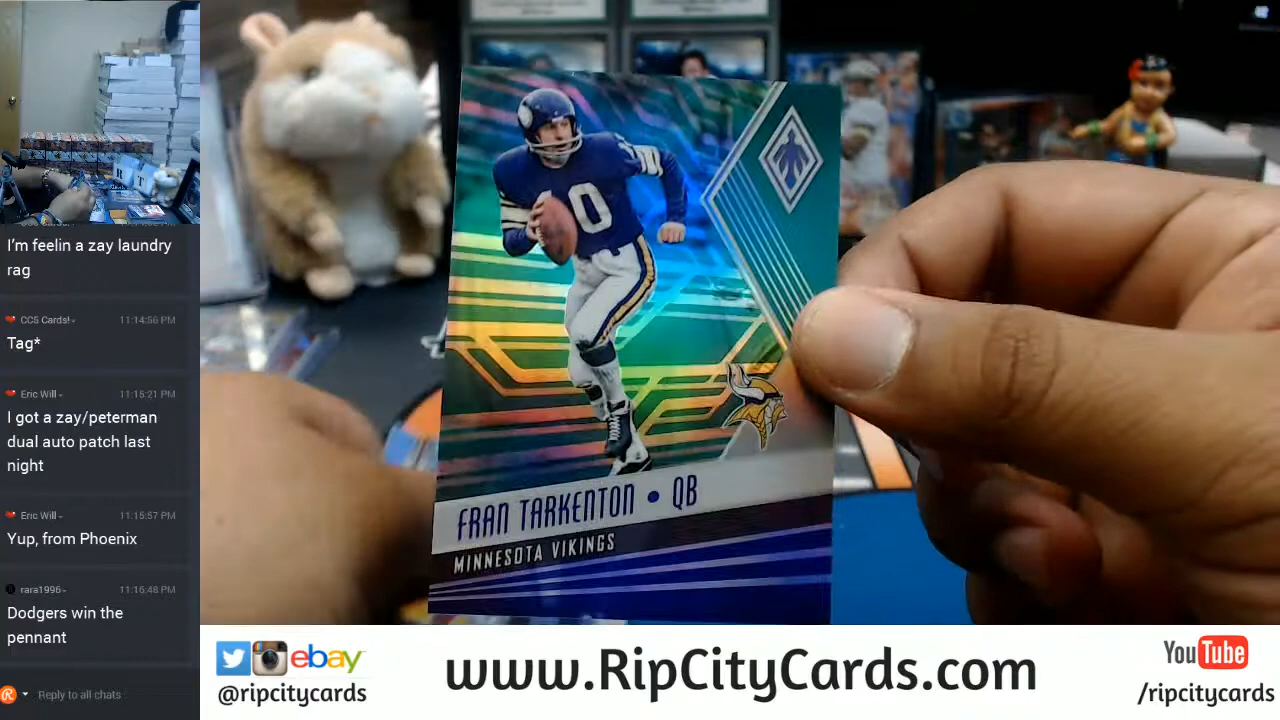 I'm feelin a zay laundry
rag
CC5 Cards!
11:14:56 PM
Tag*
Eric Will
11:15:21 PM
I got a zay/peterman
dual auto patch last
night
Eric Will
11:15:57 PM
Yup, from Phoenix
rara1996
11:16:48 PM
Dodgers win the
pennant
Reply to all chats
R T
10
FRAN TARKENTON • QB
MINNESOTA VIKINGS
ebay
@ripcitycards
www.RipCityCards.com
YouTube
/ripcitycards